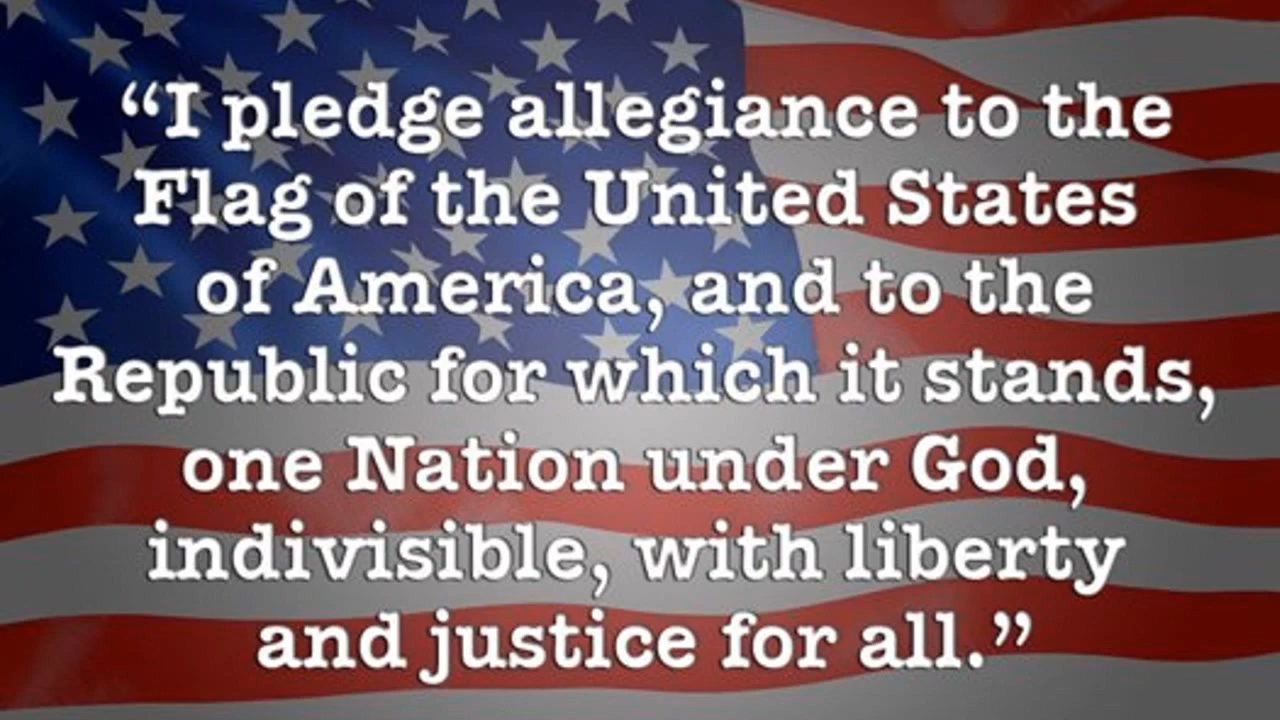 “I pledge allegiance to the
Flag of the United States
of America, and to the
Republic for which it stands,
one Nation under God,
indivisible, with liberty
and justice for all.”